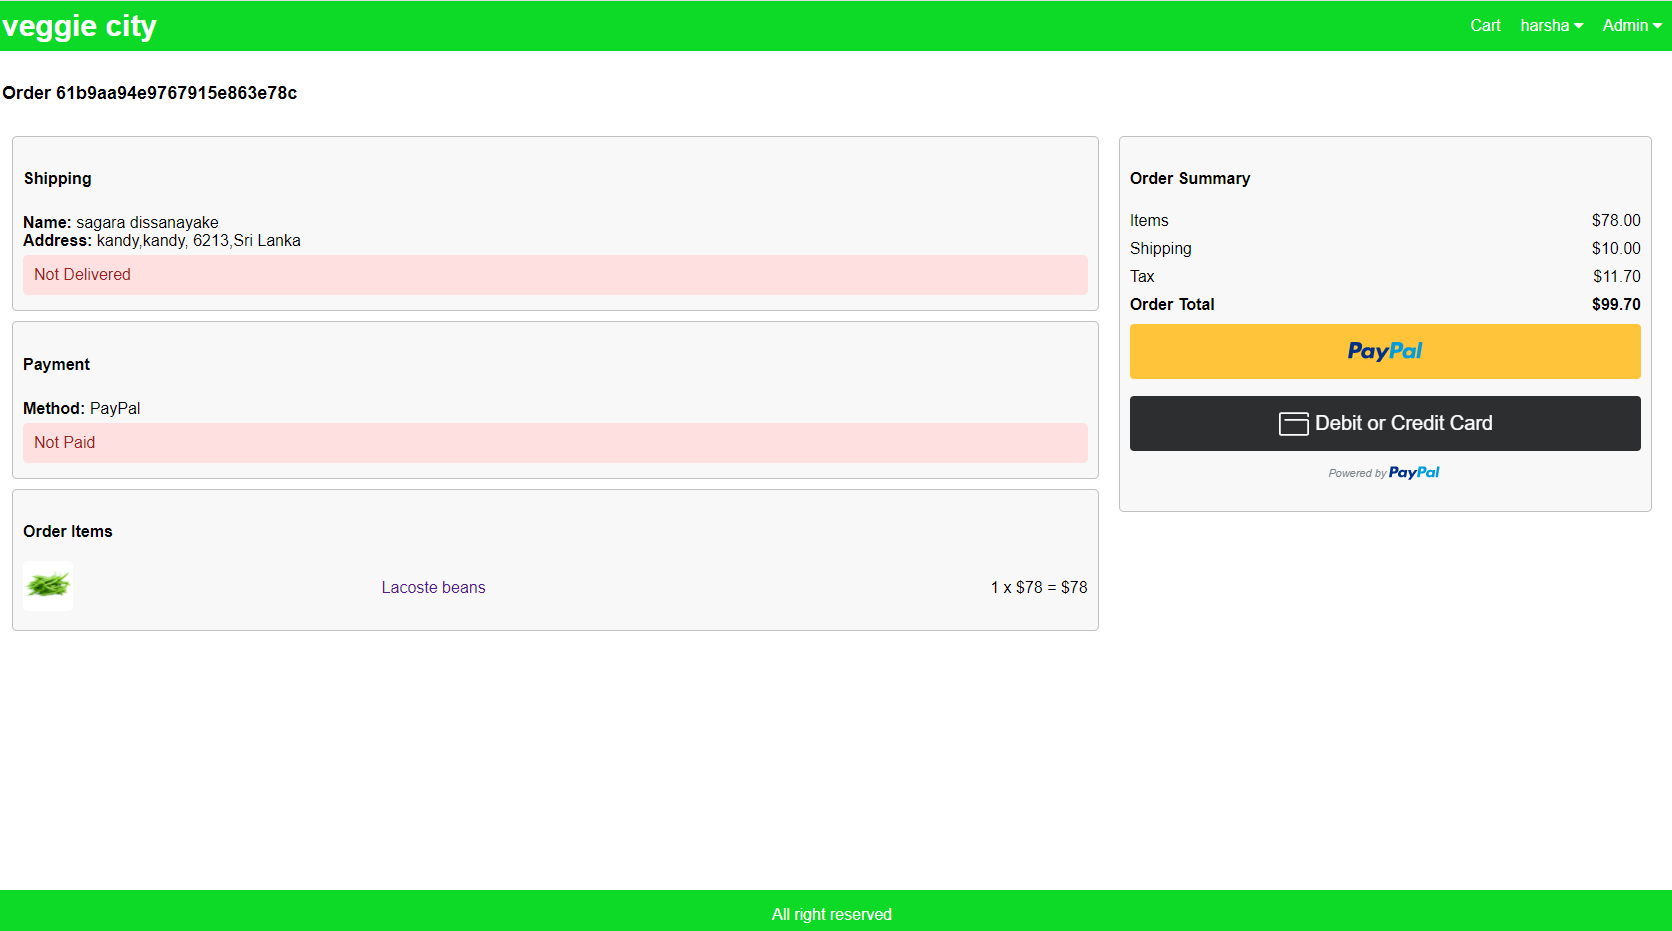 veggie city
Cart harsha Admin
Order 61b9aa94e9767915e863e78c
Shipping
Name: sagara dissanayake
Address: kandy,kandy, 6213,Sri Lanka
Not Delivered
Payment
Method: PayPal
Not Paid
Order Items
Lacoste beans 1 x $78 = $78
Order Summary
Items $78.00
Shipping $10.00
Tax $11.70
Order Total $99.70
PayPal
Debit or Credit Card
Powered by PayPal
All right reserved